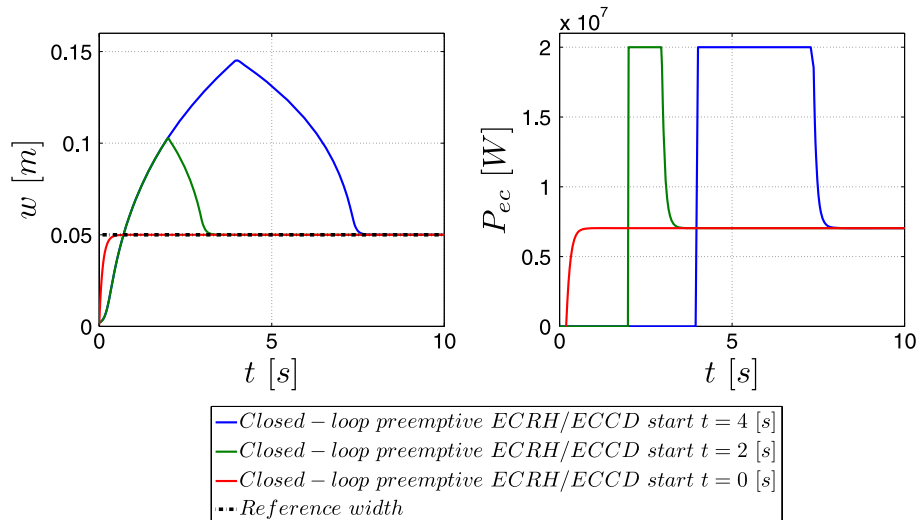 0.15
0.1
0.05
0
w [m]
0
5
10
t [s]
x 10^7
2
1.5
1
0.5
0
P_ec [W]
0
5
10
t [s]
Closed − loop preemptive ECRH/ECCD start t = 4 [s]
Closed − loop preemptive ECRH/ECCD start t = 2 [s]
Closed − loop preemptive ECRH/ECCD start t = 0 [s]
Reference width